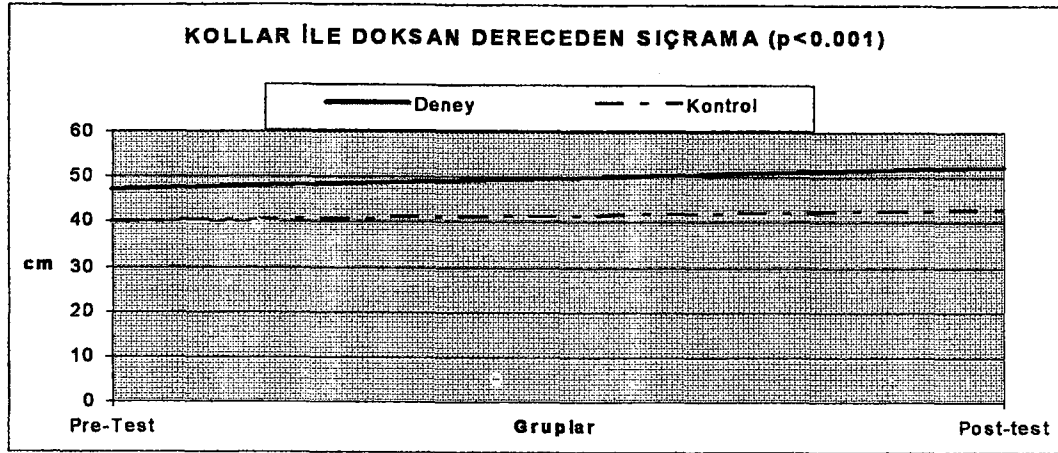 KOLLAR İLE DOKSAN DERECEDEN SIÇRAMA (p<0.001)
Deney Kontrol
60
50
40
30
20
10
0
cm
Pre-Test Gruplar Post-test